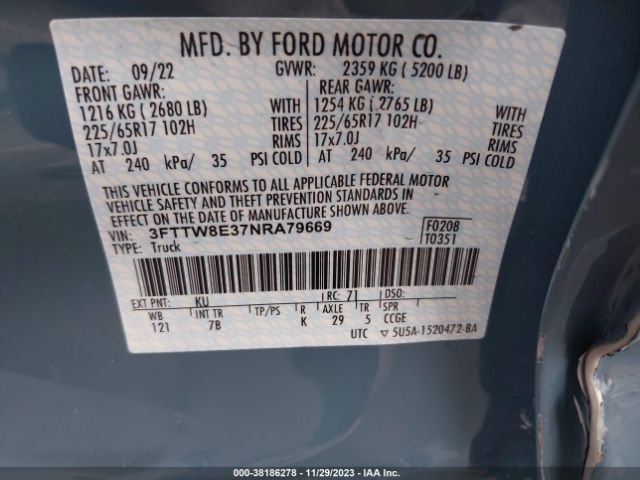 MFD. BY FORD MOTOR CO.
DATE: 09/22 GVWR: 2359 KG ( 5200 LB)
FRONT GAWR: REAR GAWR:
1216 KG ( 2680 LB) WITH 1254 KG ( 2765 LB) WITH
225/65R17 102H TIRES 225/65R17 102H TIRES
17x7.0J RIMS 17x7.0J RIMS
AT 240 kPa/ 35 PSI COLD AT 240 kPa/ 35 PSI COLD
THIS VEHICLE CONFORMS TO ALL APPLICABLE FEDERAL MOTOR
VEHICLE SAFETY AND THEFT PREVENTION STANDARDS IN
EFFECT ON THE DATE OF MANUFACTURE SHOWN ABOVE.
VIN: 3FTTW8E37NRA79669 F0208
TYPE: Truck T0351
EXT PNT: KU RC: 71 DSO:
WB INT TR TP/PS R AXLE TR SPR
121 7B K 29 5 CCGE
UTC ▽ 5U5A-1520472-BA
000-38186278 - 11/29/2023 - IAA Inc.